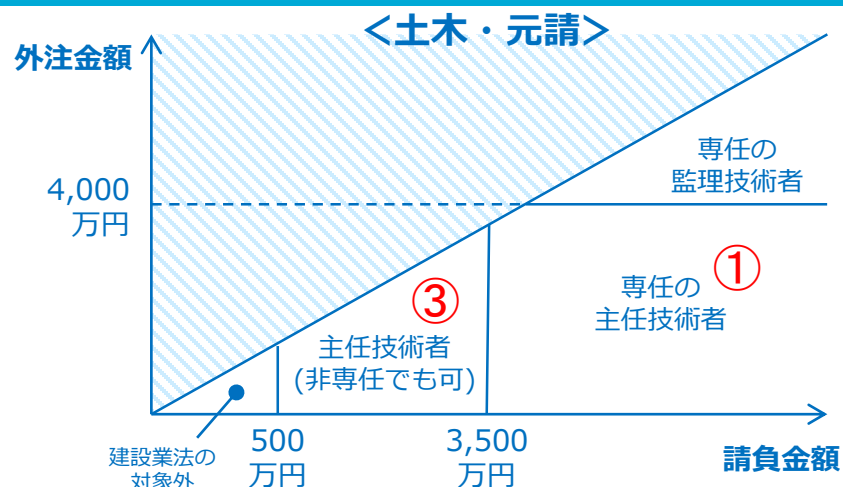 ＜土木・元請＞
外注金額
専任の
監理技術者
4,000
万円
①
専任の
主任技術者
③
主任技術者
(非専任でも可)
500
万円
3,500
万円
請負金額
建設業法の
対象外